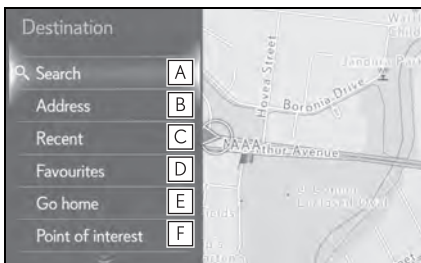 Destination
Search A
Address B
Recent C
Favourites D
Go home E
Point of interest F
Hovea Street
Boronia Drive
Arthur Avenue